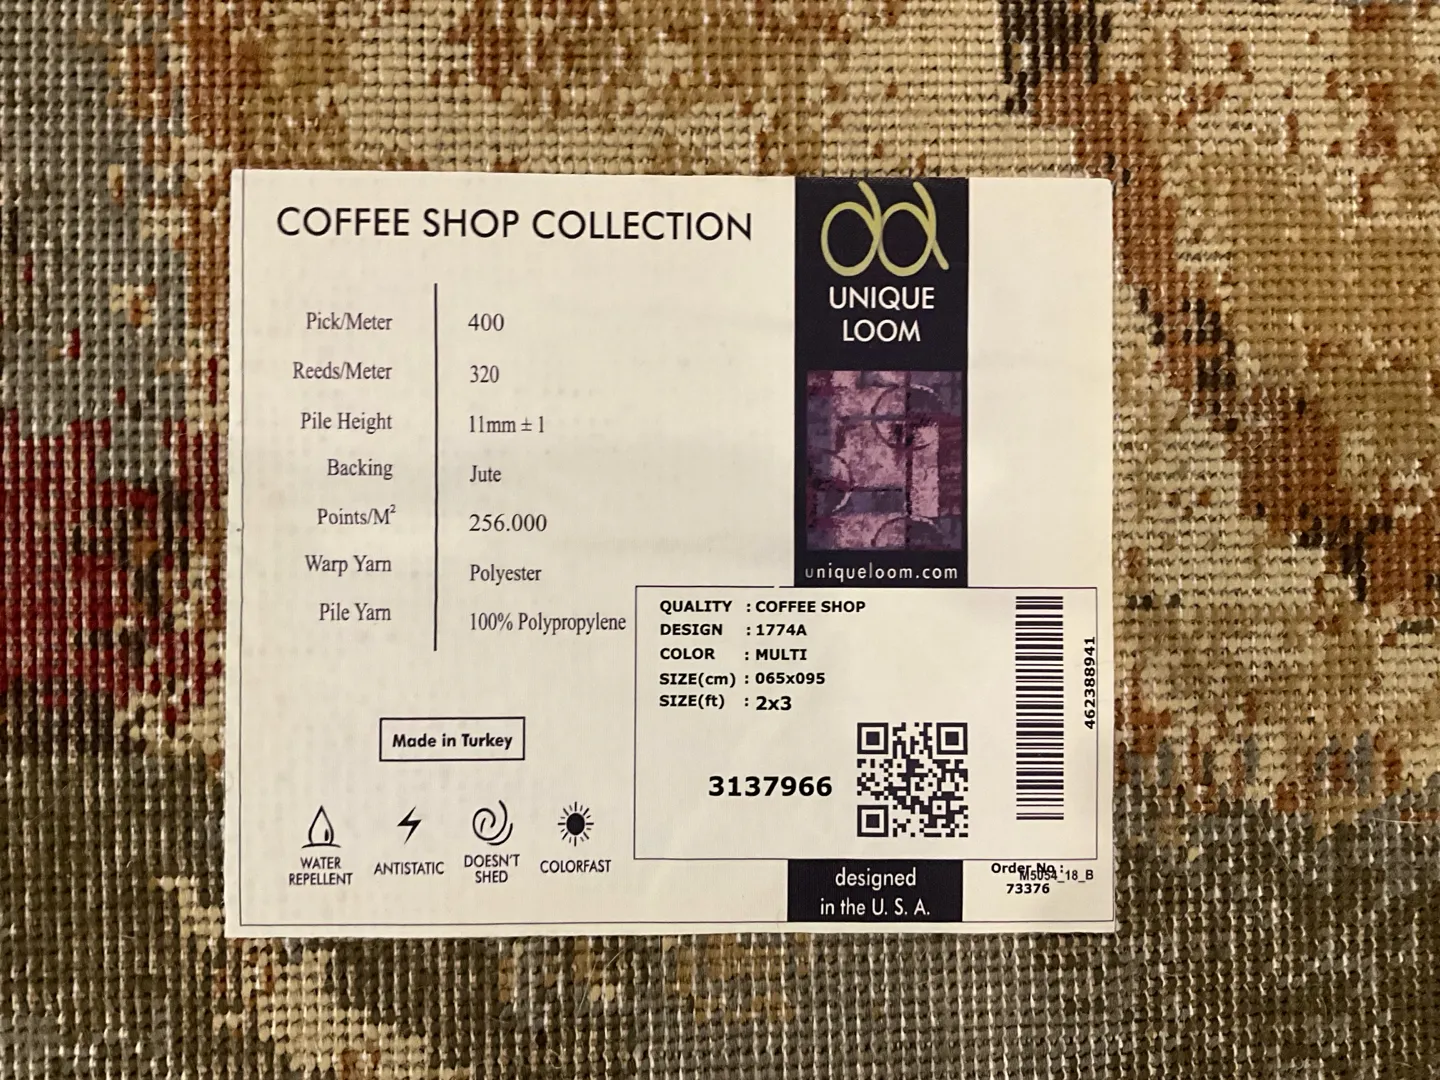 COFFEE SHOP COLLECTION
Pick/Meter 400
Reeds/Meter 320
Pile Height 11mm ± 1
Backing Jute
Points/M² 256.000
Warp Yarn Polyester
Pile Yarn 100% Polypropylene
Made in Turkey
WATER
REPELLENT
ANTISTATIC
DOESN'T
SHED
COLORFAST
UNIQUE
LOOM
uniqueloom.com
QUALITY : COFFEE SHOP
DESIGN : 1774A
COLOR : MULTI
SIZE(cm) : 065x095
SIZE(ft) : 2x3
3137966
462388941
designed
in the U. S. A.
Order No :
M5054_18_B
73376